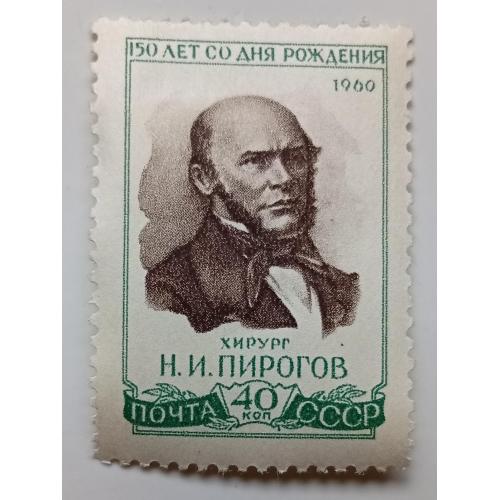 150 ЛЕТ СО ДНЯ РОЖДЕНИЯ
1960
ХИРУРГ
Н. И. ПИРОГОВ
ПОЧТА 40 КОП СССР